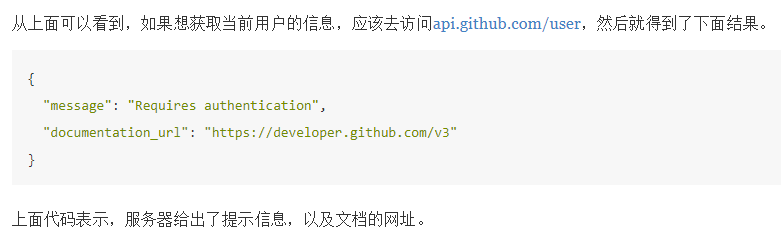 从上面可以看到，如果想获取当前用户的信息，应该去访问api.github.com/user，然后就得到了下面结果。
{
  "message": "Requires authentication",
  "documentation_url": "https://developer.github.com/v3"
}
上面代码表示，服务器给出了提示信息，以及文档的网址。